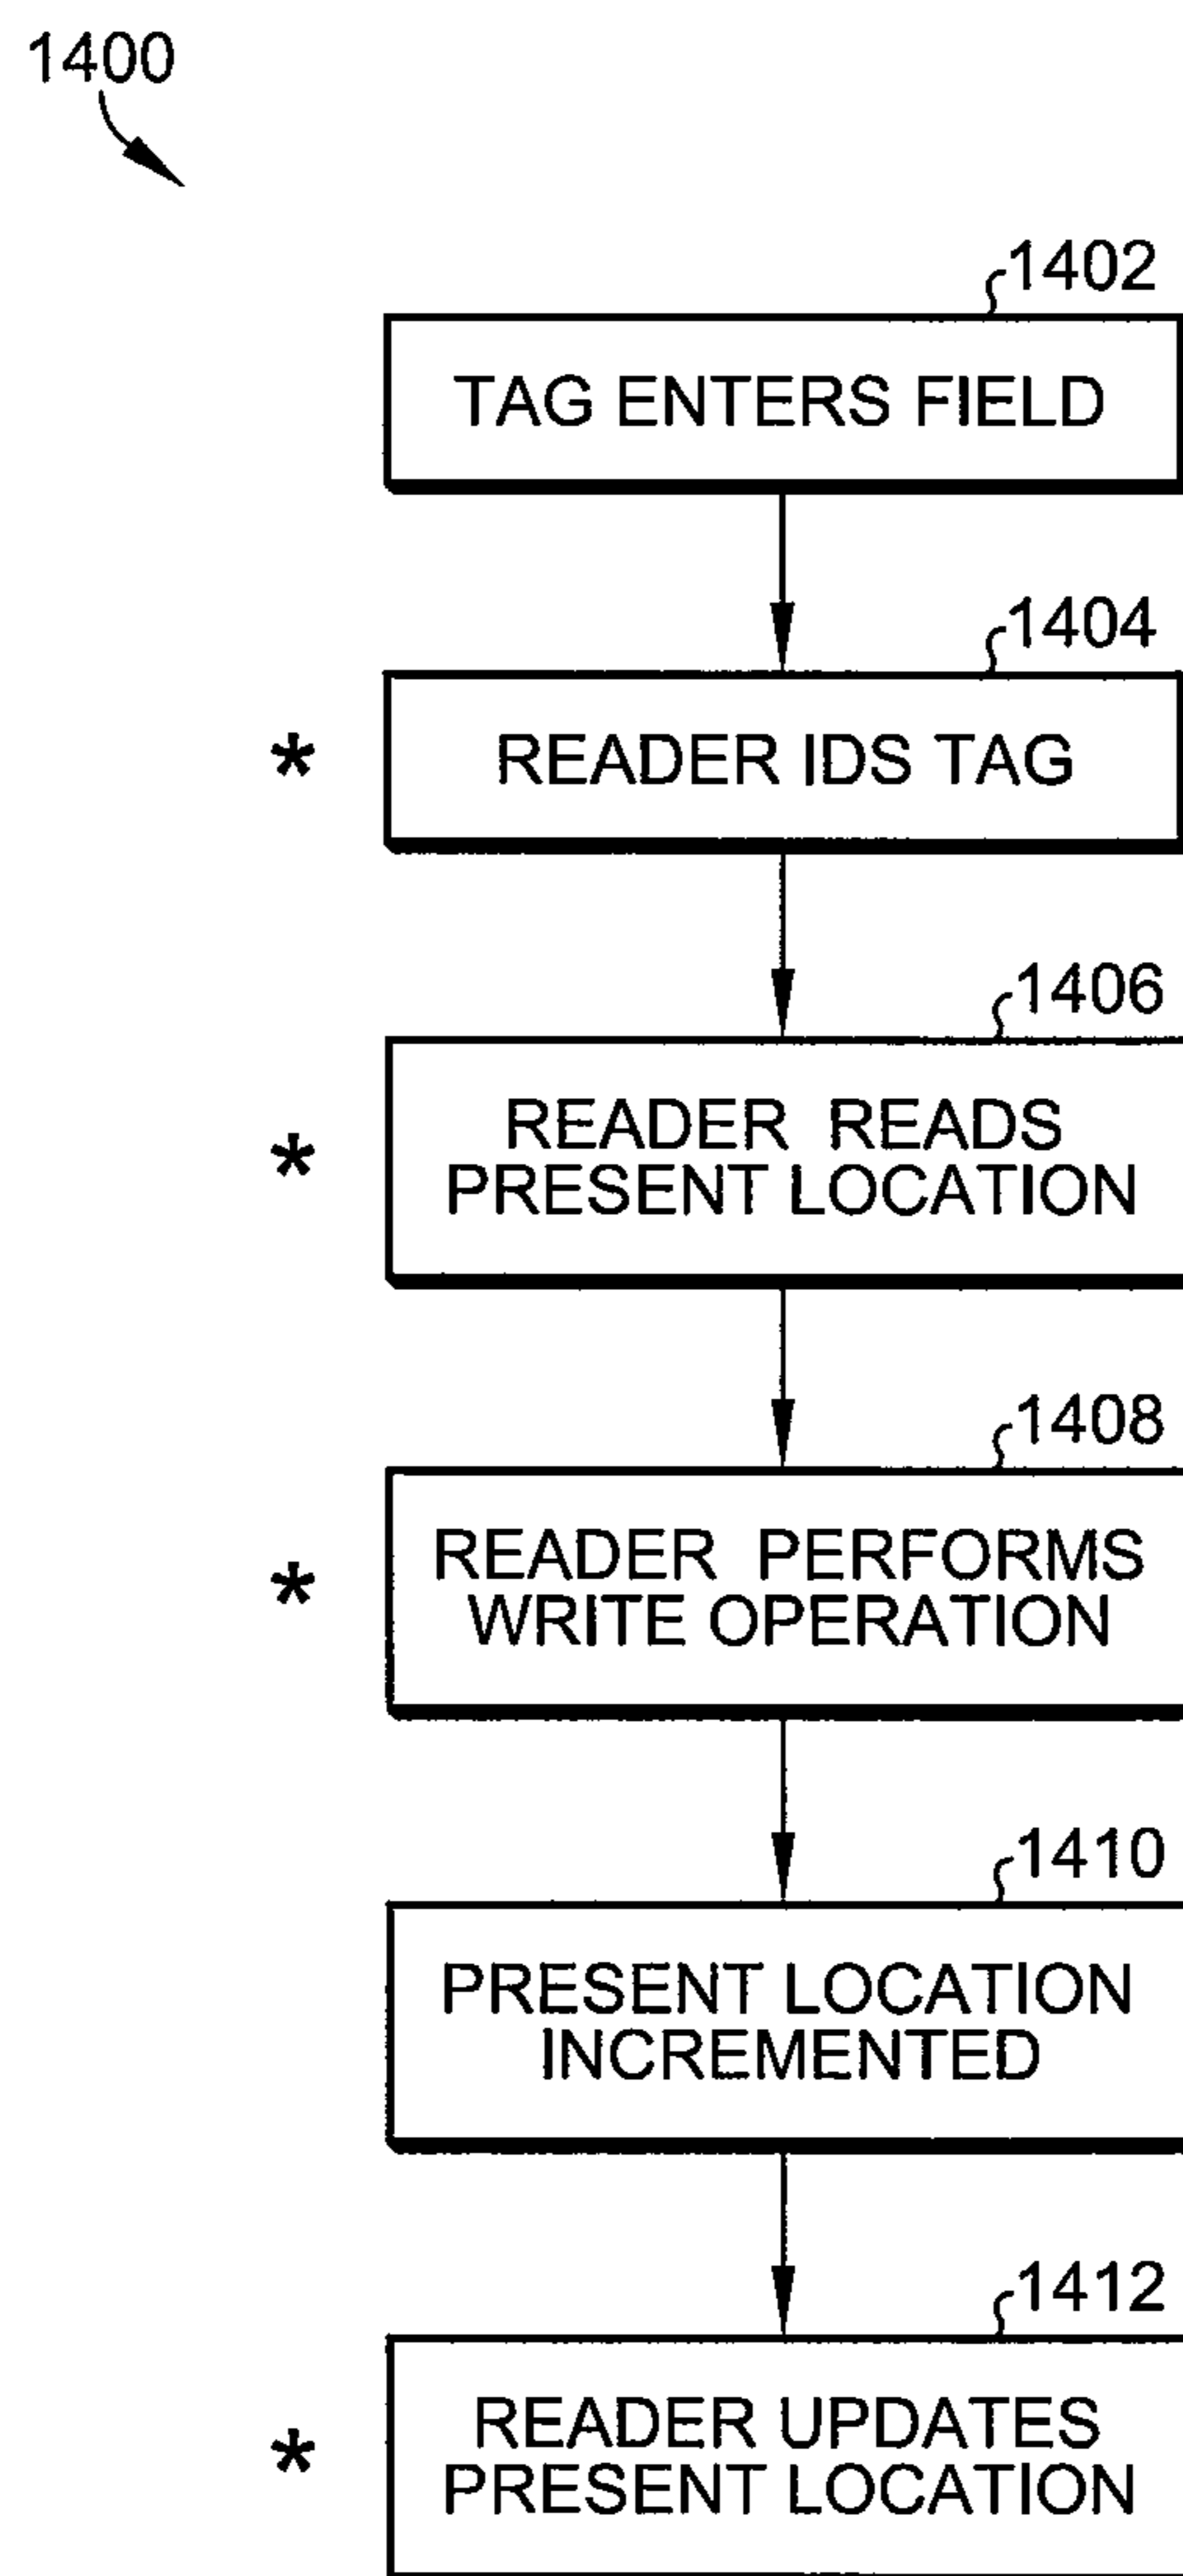 1400
1402
TAG ENTERS FIELD
1404
* READER IDS TAG
1406
* READER READS
PRESENT LOCATION
1408
* READER PERFORMS
WRITE OPERATION
1410
PRESENT LOCATION
INCREMENTED
1412
* READER UPDATES
PRESENT LOCATION